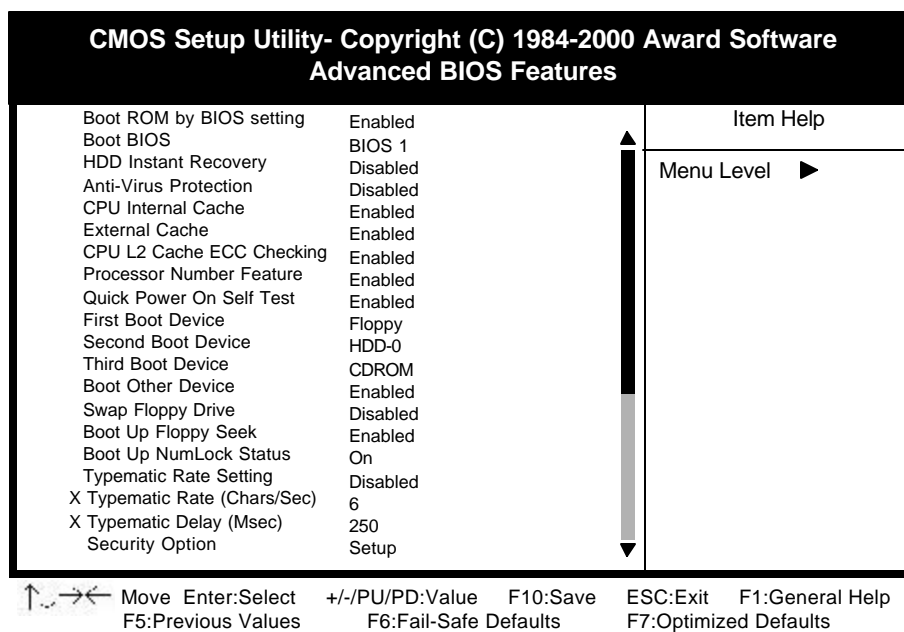 CMOS Setup Utility- Copyright (C) 1984-2000 Award Software
Advanced BIOS Features
Boot ROM by BIOS setting Enabled
Boot BIOS BIOS 1
HDD Instant Recovery Disabled
Anti-Virus Protection Disabled
CPU Internal Cache Enabled
External Cache Enabled
CPU L2 Cache ECC Checking Enabled
Processor Number Feature Enabled
Quick Power On Self Test Enabled
First Boot Device Floppy
Second Boot Device HDD-0
Third Boot Device CDROM
Boot Other Device Enabled
Swap Floppy Drive Disabled
Boot Up Floppy Seek Enabled
Boot Up NumLock Status On
Typematic Rate Setting Disabled
X Typematic Rate (Chars/Sec) 6
X Typematic Delay (Msec) 250
Security Option Setup
Item Help
Menu Level
Move Enter:Select +/-/PU/PD:Value F10:Save ESC:Exit F1:General Help
F5:Previous Values F6:Fail-Safe Defaults F7:Optimized Defaults